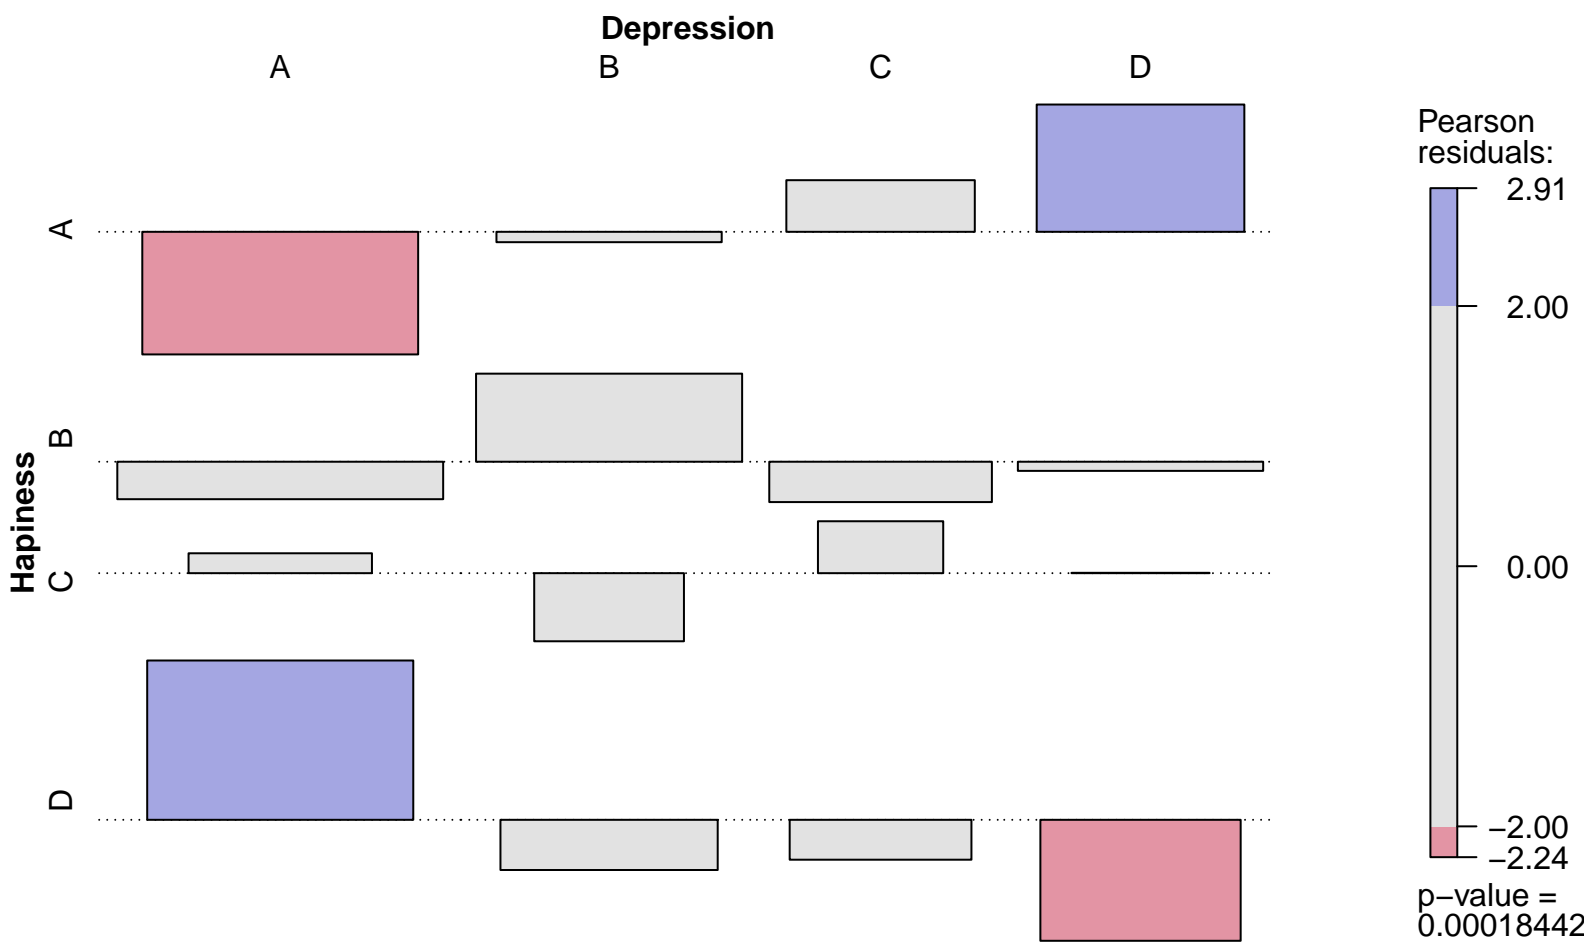 Depression
A B C D
Hapiness
A
B
C
D
Pearson
residuals:
2.91
2.00
0.00
−2.00
−2.24
p−value =
0.00018442